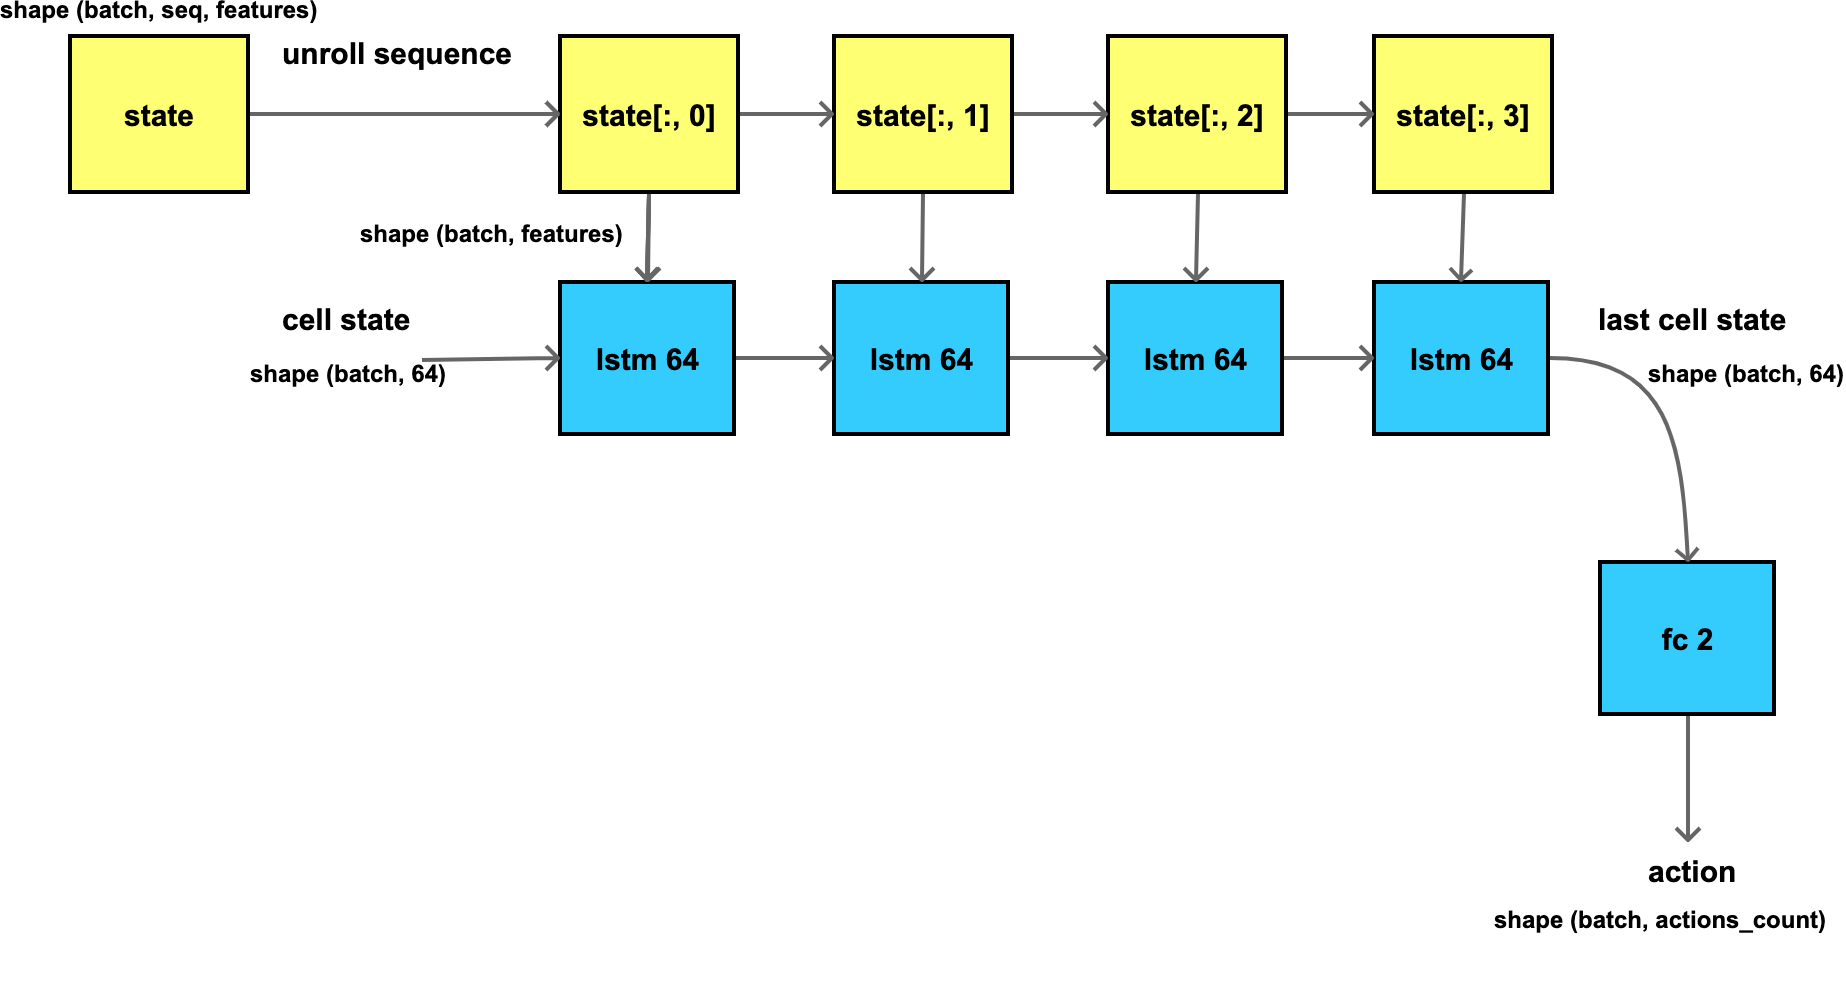 shape (batch, seq, features)
unroll sequence
state
state[:, 0]
state[:, 1]
state[:, 2]
state[:, 3]
shape (batch, features)
cell state
shape (batch, 64)
lstm 64
lstm 64
lstm 64
lstm 64
last cell state
shape (batch, 64)
fc 2
action
shape (batch, actions_count)